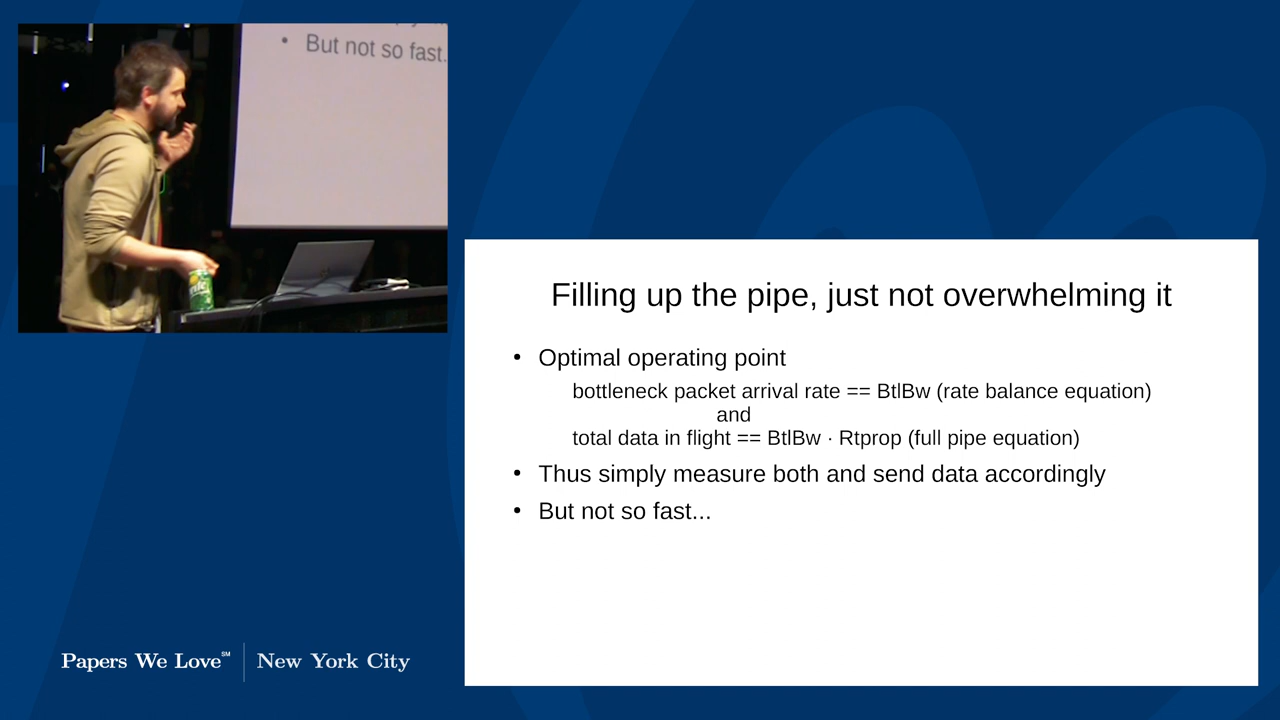 But not so fast.
Filling up the pipe, just not overwhelming it
• Optimal operating point
bottleneck packet arrival rate == BtlBw (rate balance equation)
and
total data in flight == BtlBw · Rtprop (full pipe equation)
• Thus simply measure both and send data accordingly
• But not so fast...
Papers We Love℠ | New York City